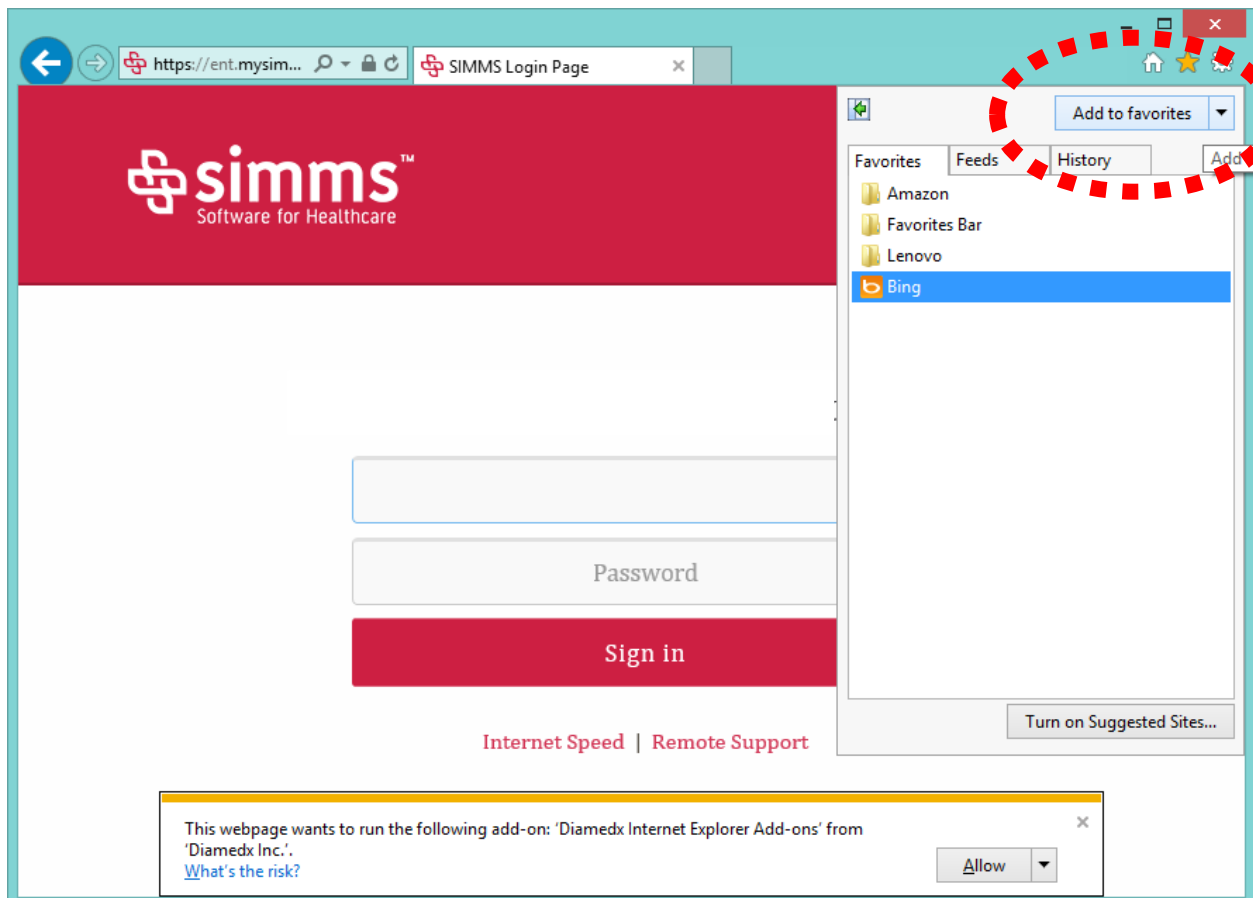 https://ent.mysim...
SIMMS Login Page
Add to favorites
Favorites
Feeds
History
Add
Amazon
Favorites Bar
Lenovo
Bing
simms™
Software for Healthcare
Password
Sign in
Turn on Suggested Sites...
Internet Speed | Remote Support
This webpage wants to run the following add-on: 'Diamedx Internet Explorer Add-ons' from
'Diamedx Inc.'.
What's the risk?
Allow